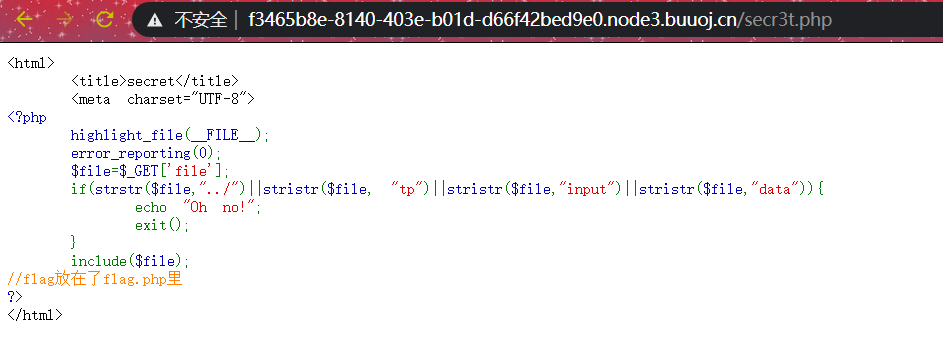 不安全 | f3465b8e-8140-403e-b01d-d66f42bed9e0.node3.buuoj.cn/secr3t.php
<html>
<title>secret</title>
<meta charset="UTF-8">
<?php
highlight_file(__FILE__);
error_reporting(0);
$file=$_GET['file'];
if(strstr($file,"../")||stristr($file, "tp")||stristr($file,"input")||stristr($file,"data")){
echo "Oh no!";
exit();
}
include($file);
//flag放在了flag.php里
?>
</html>